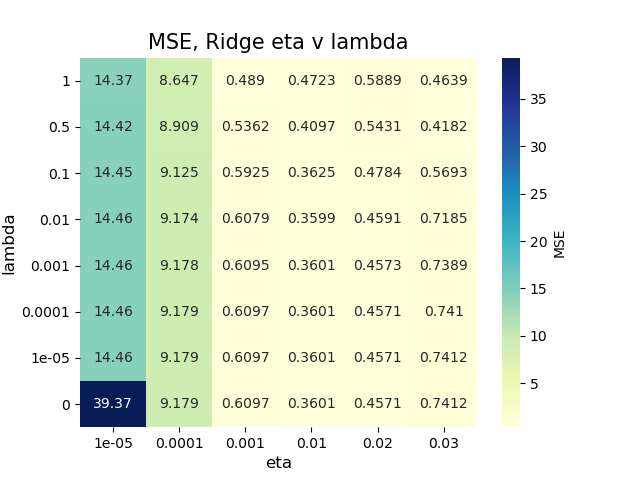 MSE, Ridge eta v lambda
1 14.37 8.647 0.489 0.4723 0.5889 0.4639
0.5 14.42 8.909 0.5362 0.4097 0.5431 0.4182
0.1 14.45 9.125 0.5925 0.3625 0.4784 0.5693
0.01 14.46 9.174 0.6079 0.3599 0.4591 0.7185
0.001 14.46 9.178 0.6095 0.3601 0.4573 0.7389
0.0001 14.46 9.179 0.6097 0.3601 0.4571 0.741
1e-05 14.46 9.179 0.6097 0.3601 0.4571 0.7412
0 39.37 9.179 0.6097 0.3601 0.4571 0.7412
1e-05 0.0001 0.001 0.01 0.02 0.03
eta
lambda
35
30
25
20
15
10
5
MSE